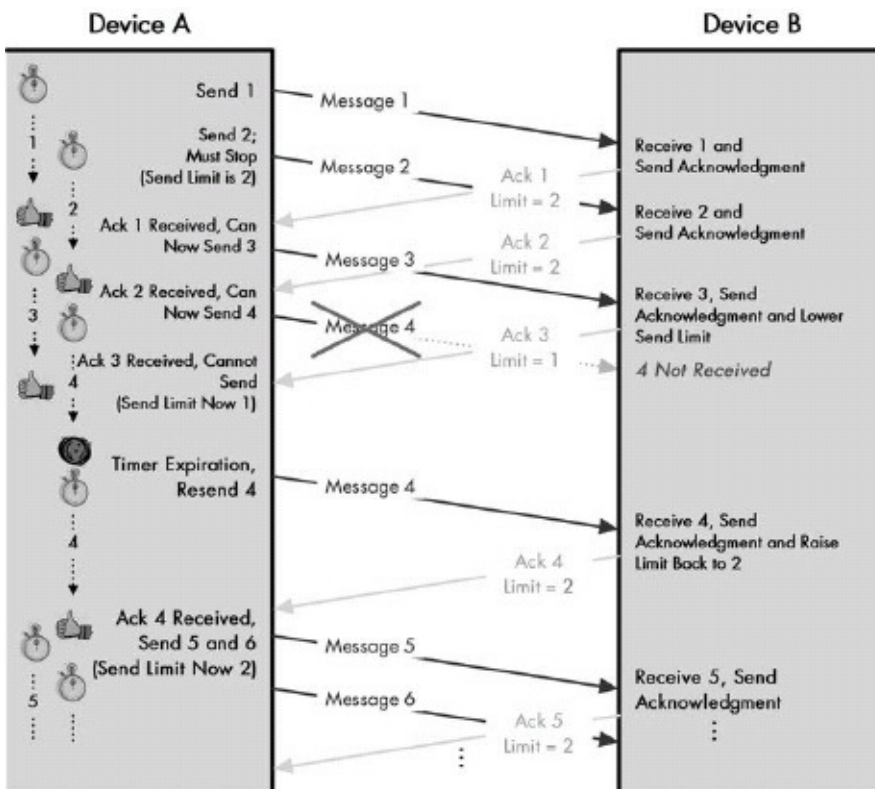 Device A
Device B
Send 1
Message 1
Receive 1 and
Send Acknowledgment
1
Send 2;
Must Stop
(Send Limit is 2)
Message 2
Ack 1
Limit = 2
2
Receive 2 and
Send Acknowledgment
Ack 1 Received, Can
Now Send 3
Message 3
Ack 2
Limit = 2
3
Ack 2 Received, Can
Now Send 4
Message 4
Receive 3, Send
Acknowledgment and Lower
Send Limit
Ack 3
Limit = 1
4 Not Received
4
Ack 3 Received, Cannot
Send
(Send Limit Now 1)
Timer Expiration,
Resend 4
Message 4
4
Receive 4, Send
Acknowledgment and Raise
Limit Back to 2
Ack 4
Limit = 2
Ack 4 Received,
Send 5 and 6
(Send Limit Now 2)
Message 5
5
Message 6
Receive 5, Send
Acknowledgment
Ack 5
Limit = 2